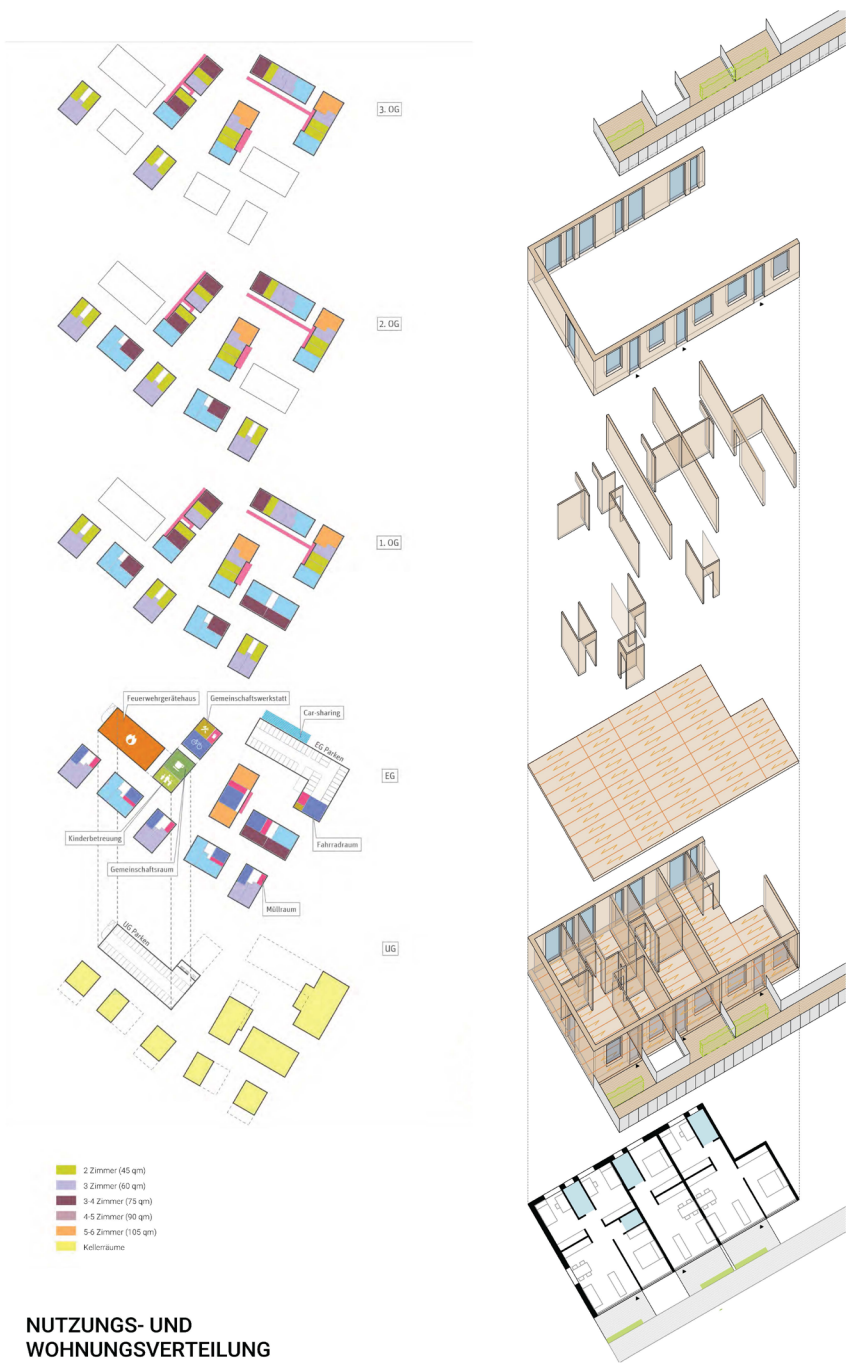 3. OG
2. OG
1. OG
Feuerwehrgerätehaus
Gemeinschaftswerkstatt
Car-sharing
EG Parken
EG
Kinderbetreuung
Fahrradraum
Gemeinschaftsraum
Müllraum
UG Parken
UG
2 Zimmer (45 qm)
3 Zimmer (60 qm)
3-4 Zimmer (75 qm)
4-5 Zimmer (90 qm)
5-6 Zimmer (105 qm)
Kellerräume
NUTZUNGS- UND
WOHNUNGSVERTEILUNG